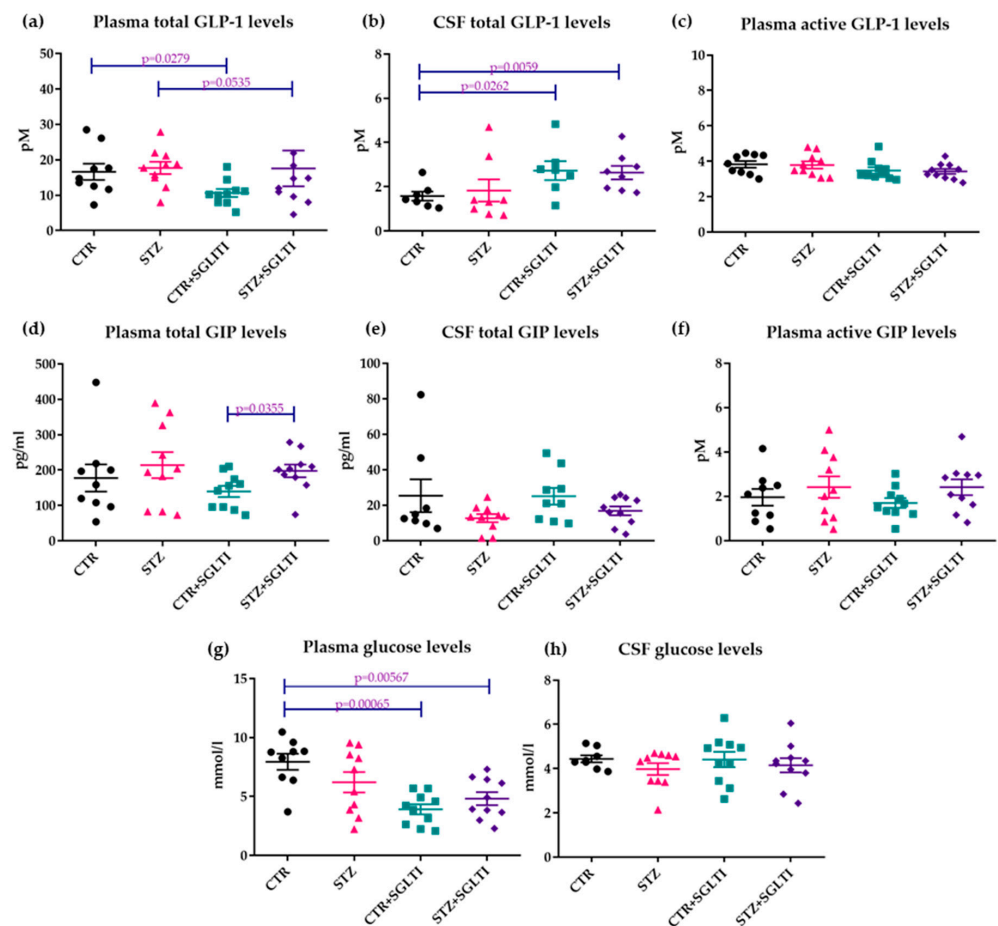 (a) Plasma total GLP-1 levels
50
40
30
20
10
0
pM
p=0.0279
p=0.0535
CTR
STZ
CTR+SGLITI
STZ+SGLTI
(b) CSF total GLP-1 levels
8
6
4
2
0
pM
p=0.0059
p=0.0262
CTR
STZ
CTR+SGLTI
STZ+SGLTI
(c) Plasma active GLP-1 levels
6
4
2
0
pM
CTR
STZ
CTR+SGLTI
STZ+SGLTI
(d) Plasma total GIP levels
500
400
300
200
100
0
pg/ml
p=0.0355
CTR
STZ
CTR+SGLTI
STZ+SGLTI
(e) CSF total GIP levels
100
80
60
40
20
0
pg/ml
CTR
STZ
CTR+SGLTI
STZ+SGLTI
(f) Plasma active GIP levels
8
6
4
2
0
pM
CTR
STZ
CTR+SGLTI
STZ+SGLTI
(g) Plasma glucose levels
15
10
5
0
mmol/l
p=0.00567
p=0.00065
CTR
STZ
CTR+SGLTI
STZ+SGLTI
(h) CSF glucose levels
8
6
4
2
0
mmol/l
CTR
STZ
CTR+SGLTI
STZ+SGLTI